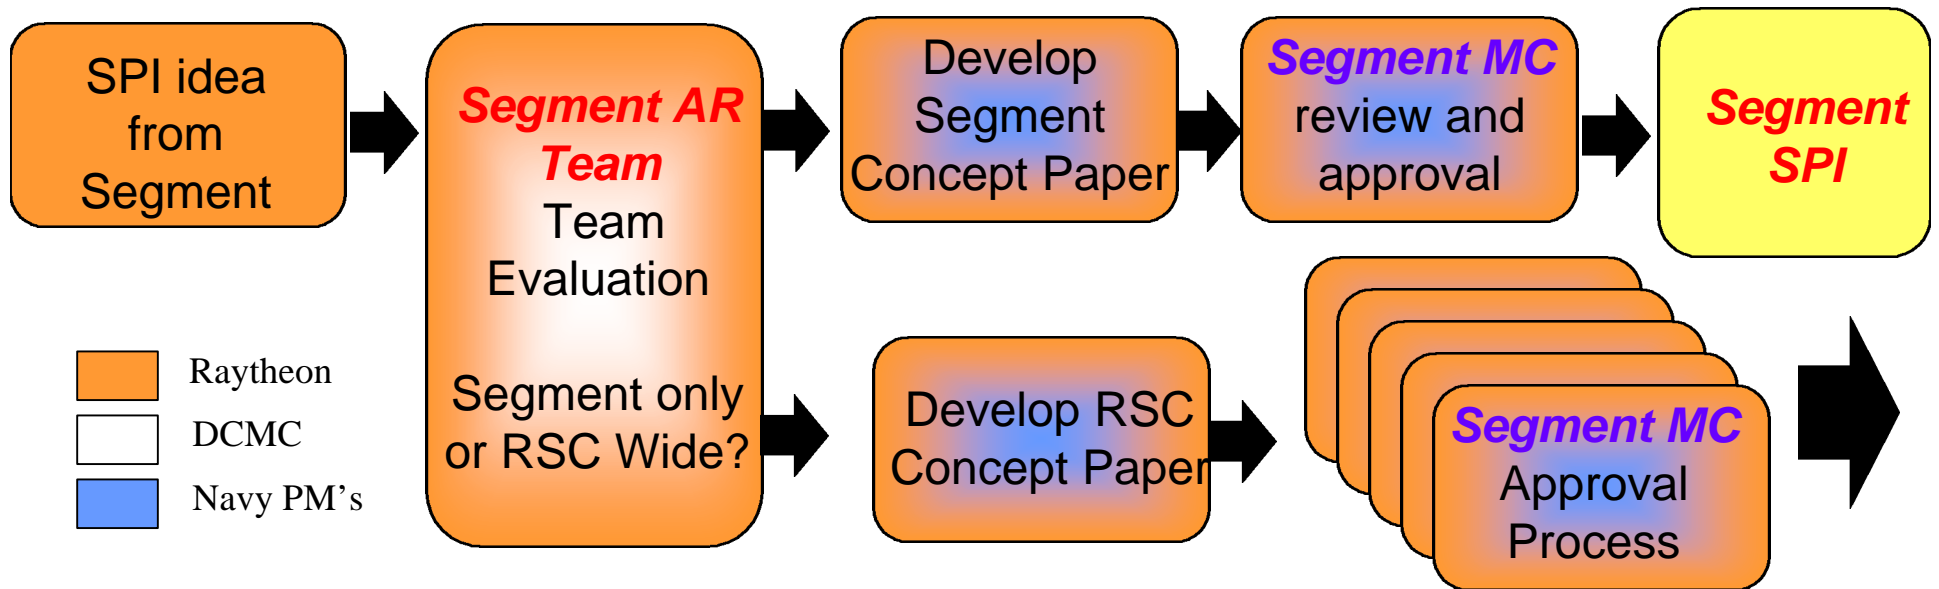 SPI idea
from
Segment
Segment AR
Team
Team
Evaluation
Segment only
or RSC Wide?
Develop
Segment
Concept Paper
Segment MC
review and
approval
Segment
SPI
Develop RSC
Concept Paper
Segment MC
Approval
Process
Raytheon
DCMC
Navy PM's